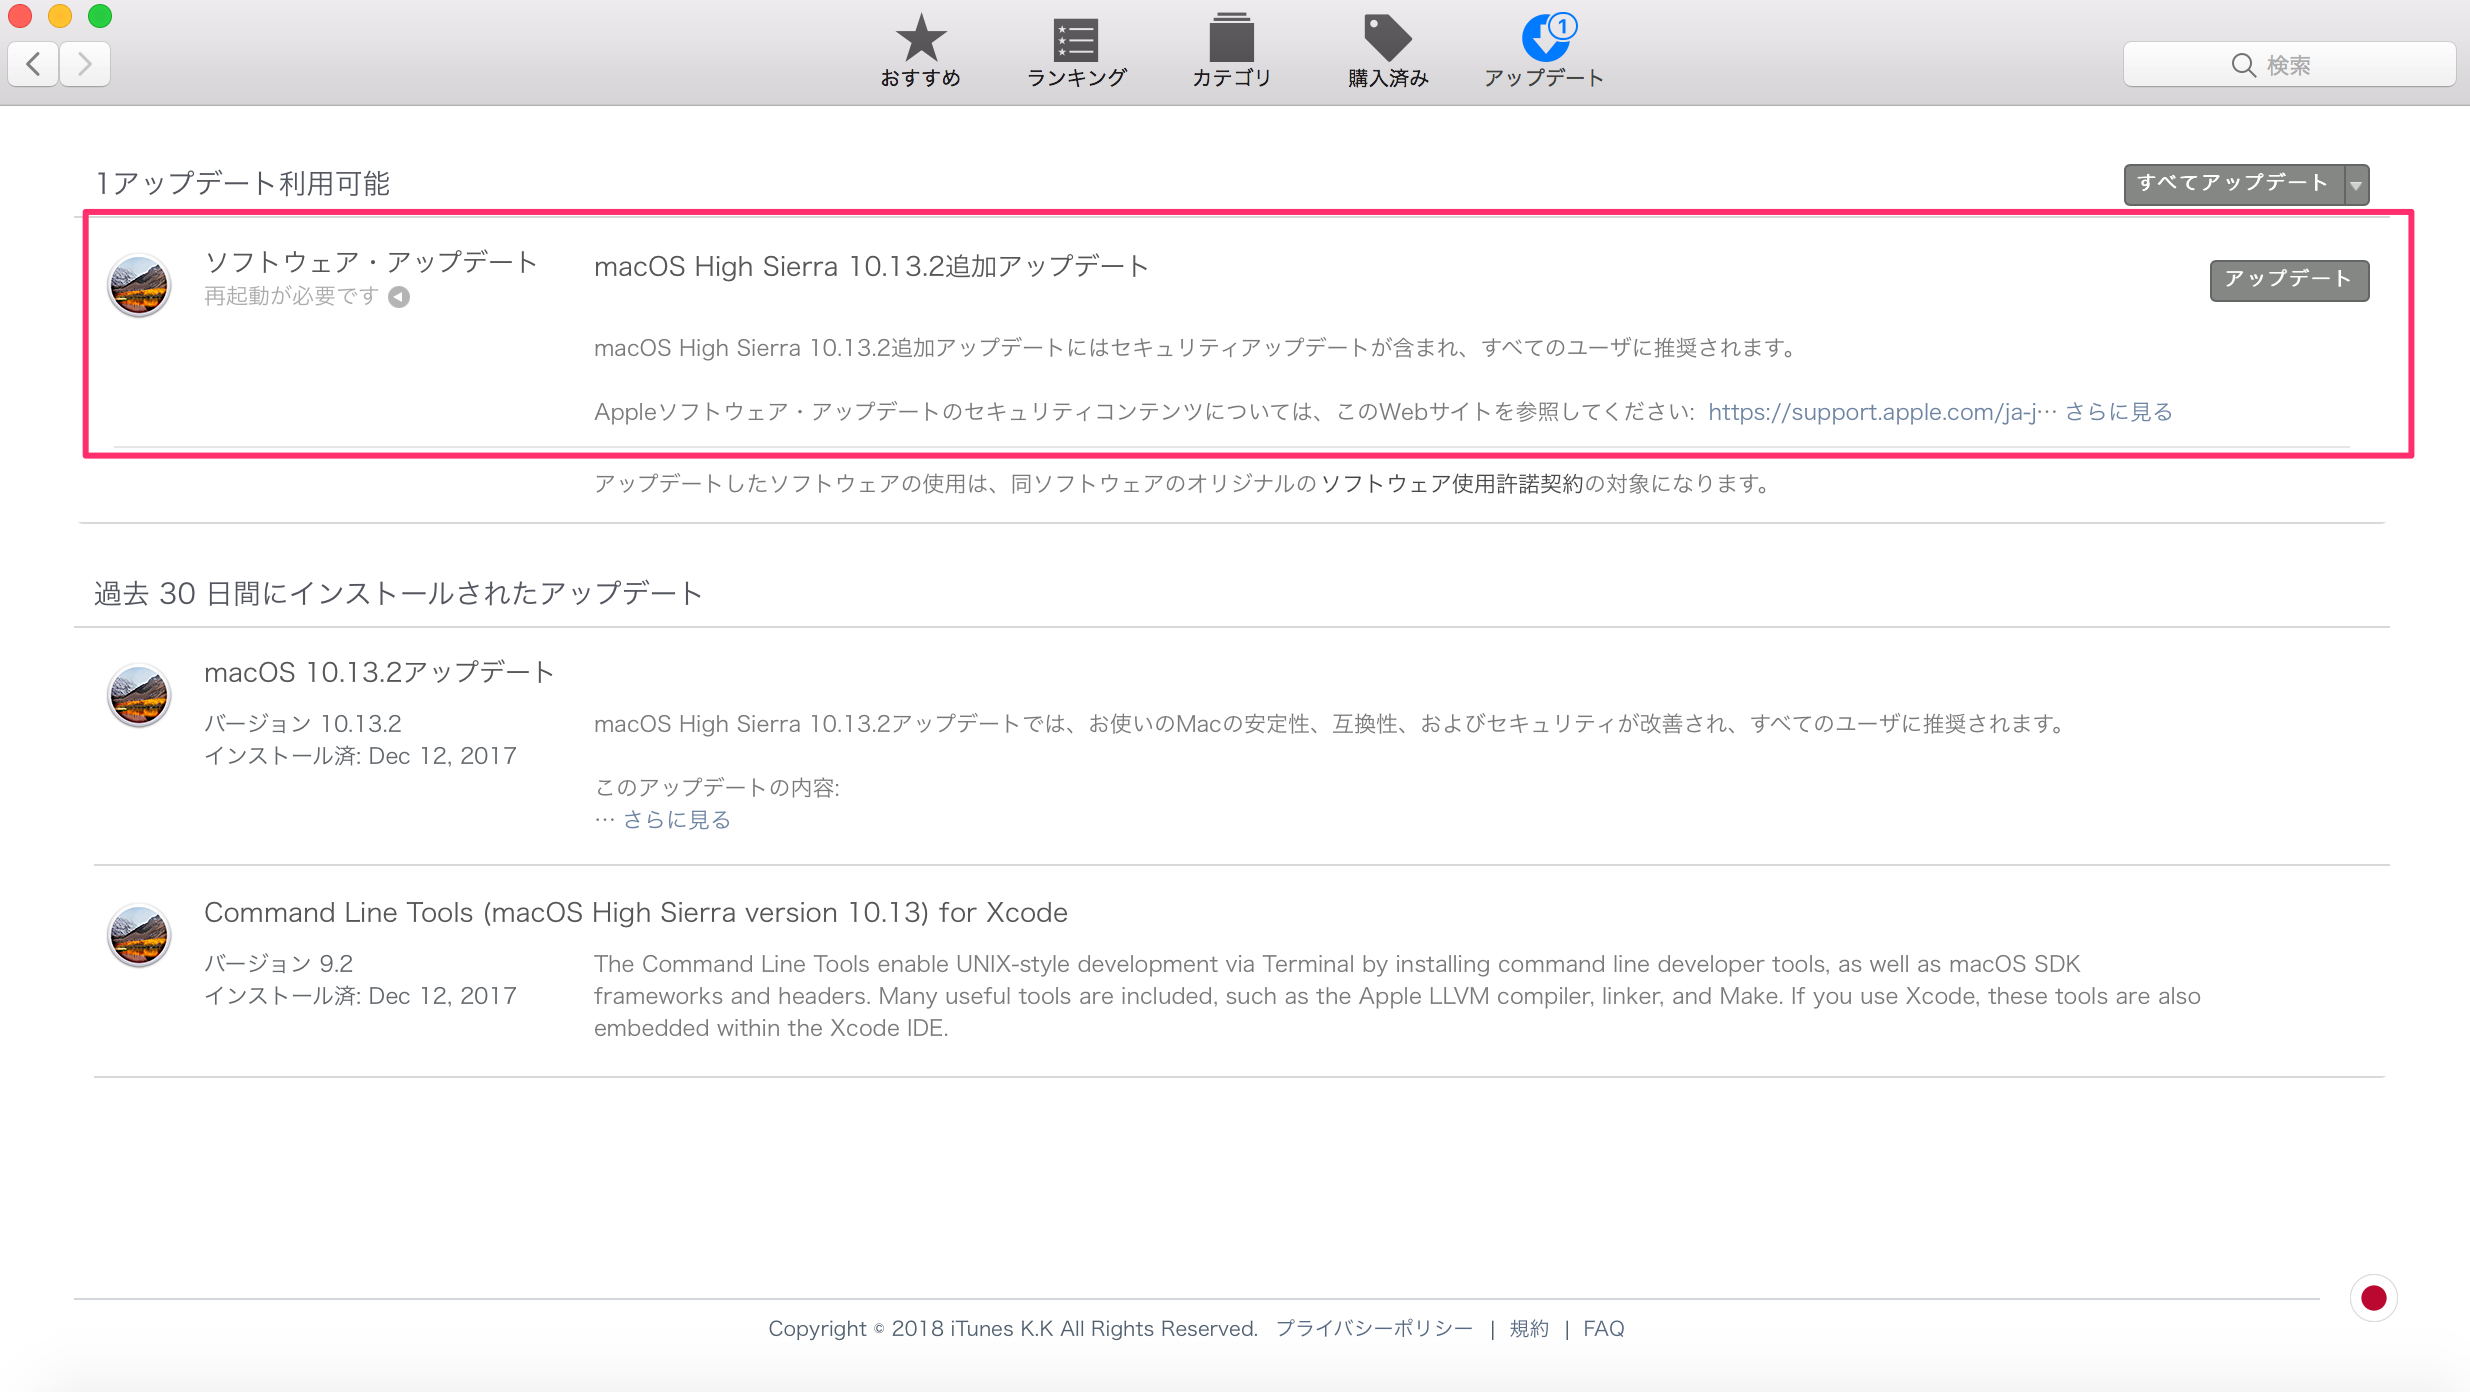 おすすめ
ランキング
カテゴリ
購入済み
1
アップデート
検索
1アップデート利用可能
すべてアップデート
ソフトウェア・アップデート
再起動が必要です
macOS High Sierra 10.13.2追加アップデート
アップデート
macOS High Sierra 10.13.2追加アップデートにはセキュリティアップデートが含まれ、すべてのユーザに推奨されます。
Appleソフトウェア・アップデートのセキュリティコンテンツについては、このWebサイトを参照してください: https://support.apple.com/ja-j… さらに見る
アップデートしたソフトウェアの使用は、同ソフトウェアのオリジナルのソフトウェア使用許諾契約の対象になります。
過去 30 日間にインストールされたアップデート
macOS 10.13.2アップデート
バージョン 10.13.2
インストール済: Dec 12, 2017
macOS High Sierra 10.13.2アップデートでは、お使いのMacの安定性、互換性、およびセキュリティが改善され、すべてのユーザに推奨されます。
このアップデートの内容:
… さらに見る
Command Line Tools (macOS High Sierra version 10.13) for Xcode
バージョン 9.2
インストール済: Dec 12, 2017
The Command Line Tools enable UNIX-style development via Terminal by installing command line developer tools, as well as macOS SDK
frameworks and headers. Many useful tools are included, such as the Apple LLVM compiler, linker, and Make. If you use Xcode, these tools are also
embedded within the Xcode IDE.
Copyright © 2018 iTunes K.K All Rights Reserved. プライバシーポリシー | 規約 | FAQ